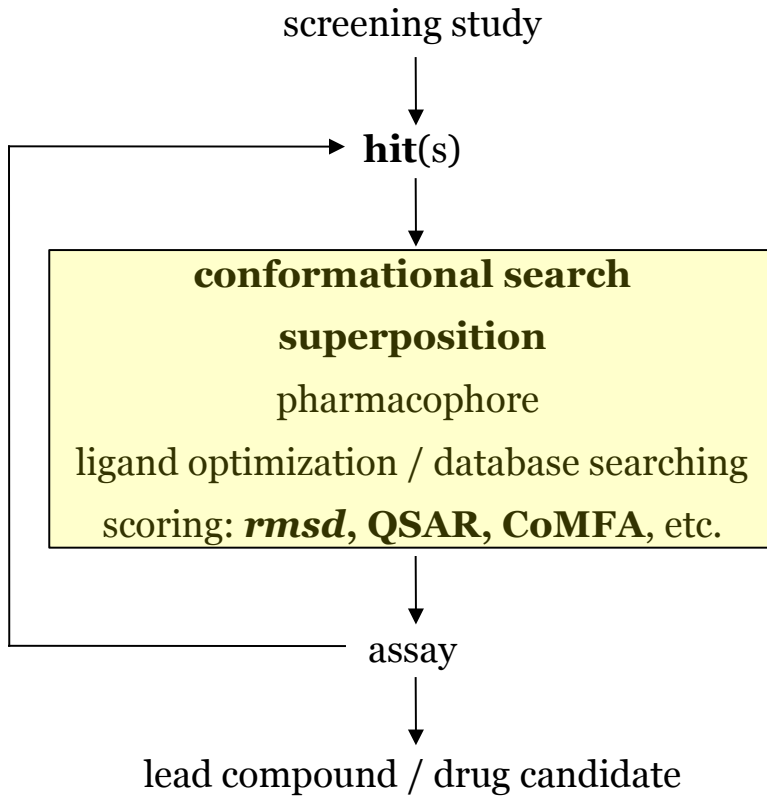 screening study
hit(s)
conformational search
superposition
pharmacophore
ligand optimization / database searching
scoring: rmsd, QSAR, CoMFA, etc.
assay
lead compound / drug candidate